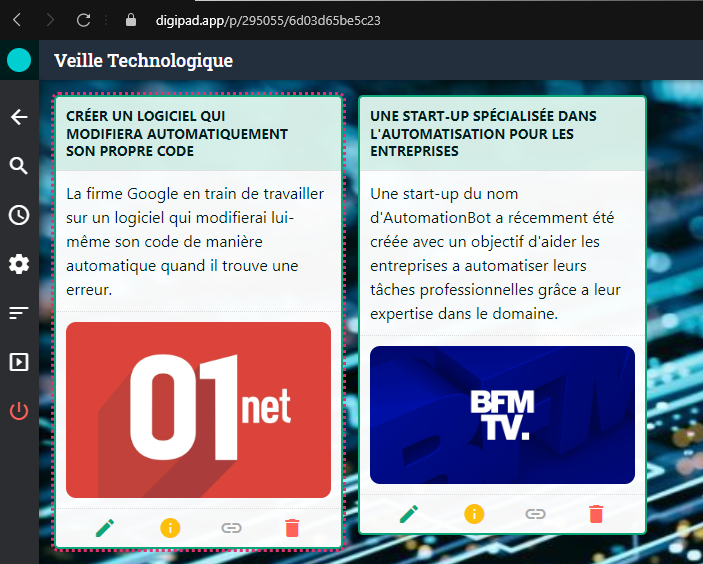 digipad.app/p/295055/6d03d65be5c23
Veille Technologique
CRÉER UN LOGICIEL QUI
MODIFIERA AUTOMATIQUEMENT
SON PROPRE CODE
La firme Google en train de travailler
sur un logiciel qui modifierai lui-
même son code de manière
automatique quand il trouve une
erreur.
01net
UNE START-UP SPÉCIALISÉE DANS
L'AUTOMATISATION POUR LES
ENTREPRISES
Une start-up du nom
d'AutomationBot a récemment été
créée avec un objectif d'aider les
entreprises a automatiser leurs
tâches professionnelles grâce a leur
expertise dans le domaine.
BFM
TV.